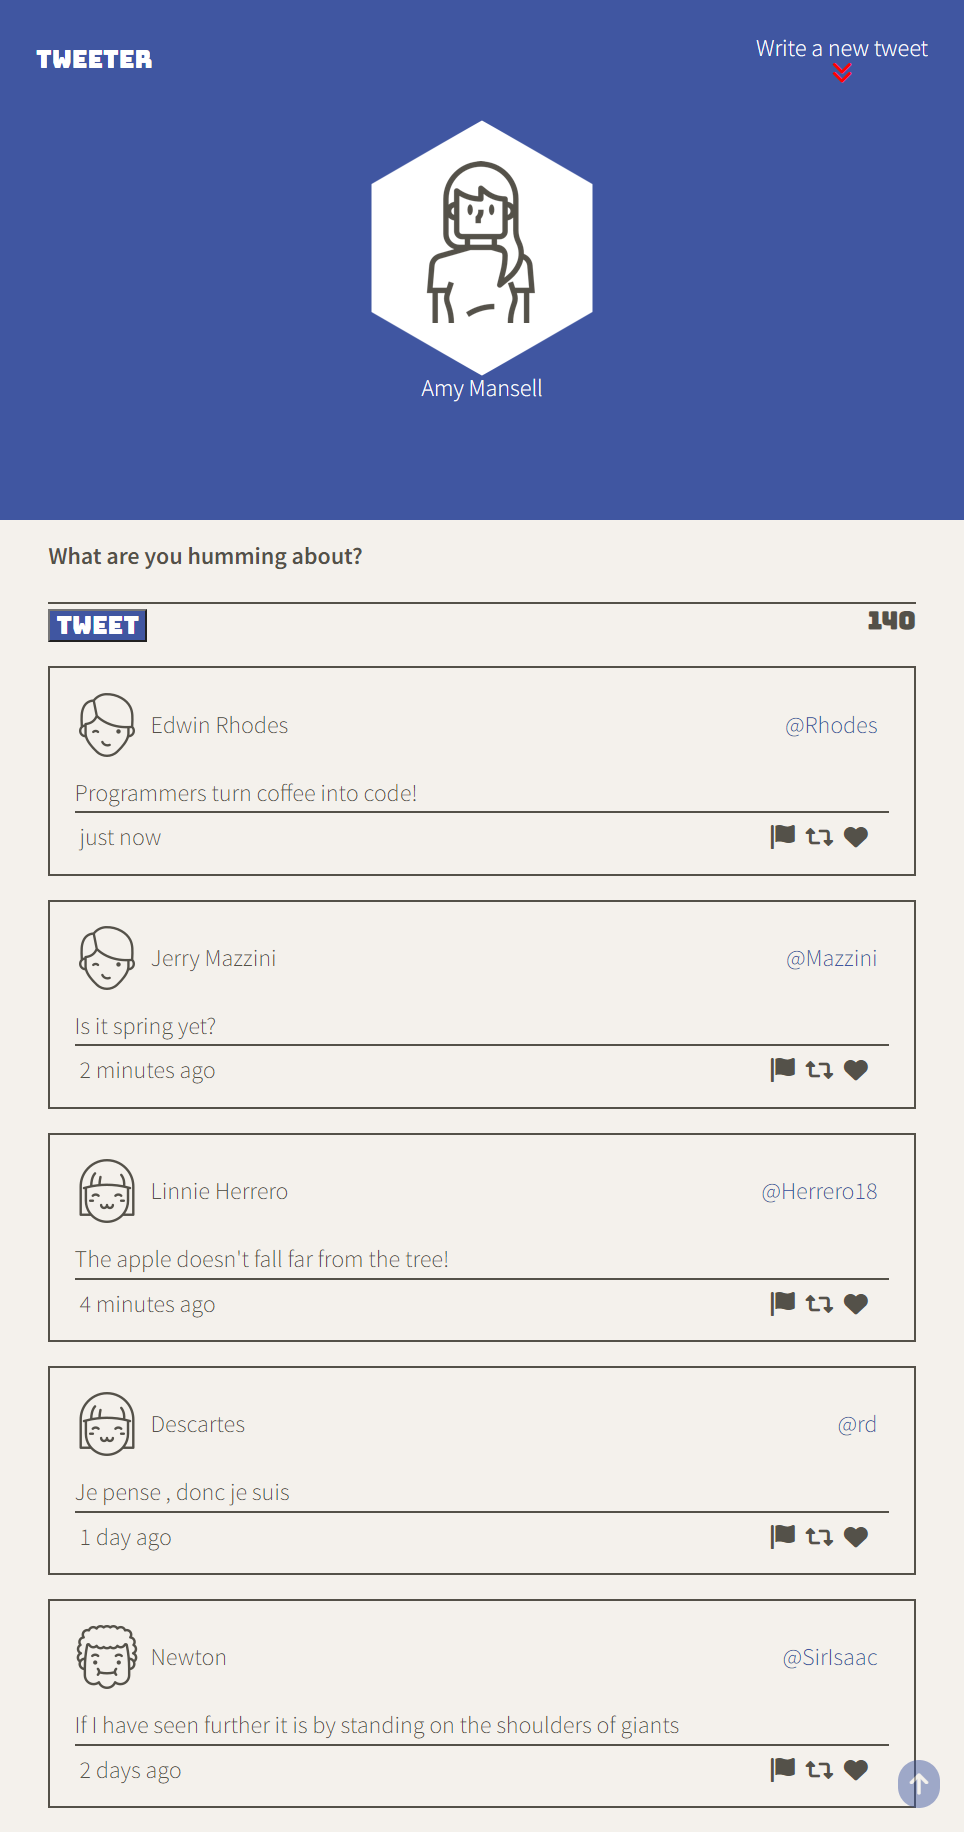 TWEETER
Write a new tweet
Amy Mansell
What are you humming about?
TWEET
140
Edwin Rhodes
@Rhodes
Programmers turn coffee into code!
just now
Jerry Mazzini
@Mazzini
Is it spring yet?
2 minutes ago
Linnie Herrero
@Herrero18
The apple doesn't fall far from the tree!
4 minutes ago
Descartes
@rd
Je pense , donc je suis
1 day ago
Newton
@SirIsaac
If I have seen further it is by standing on the shoulders of giants
2 days ago